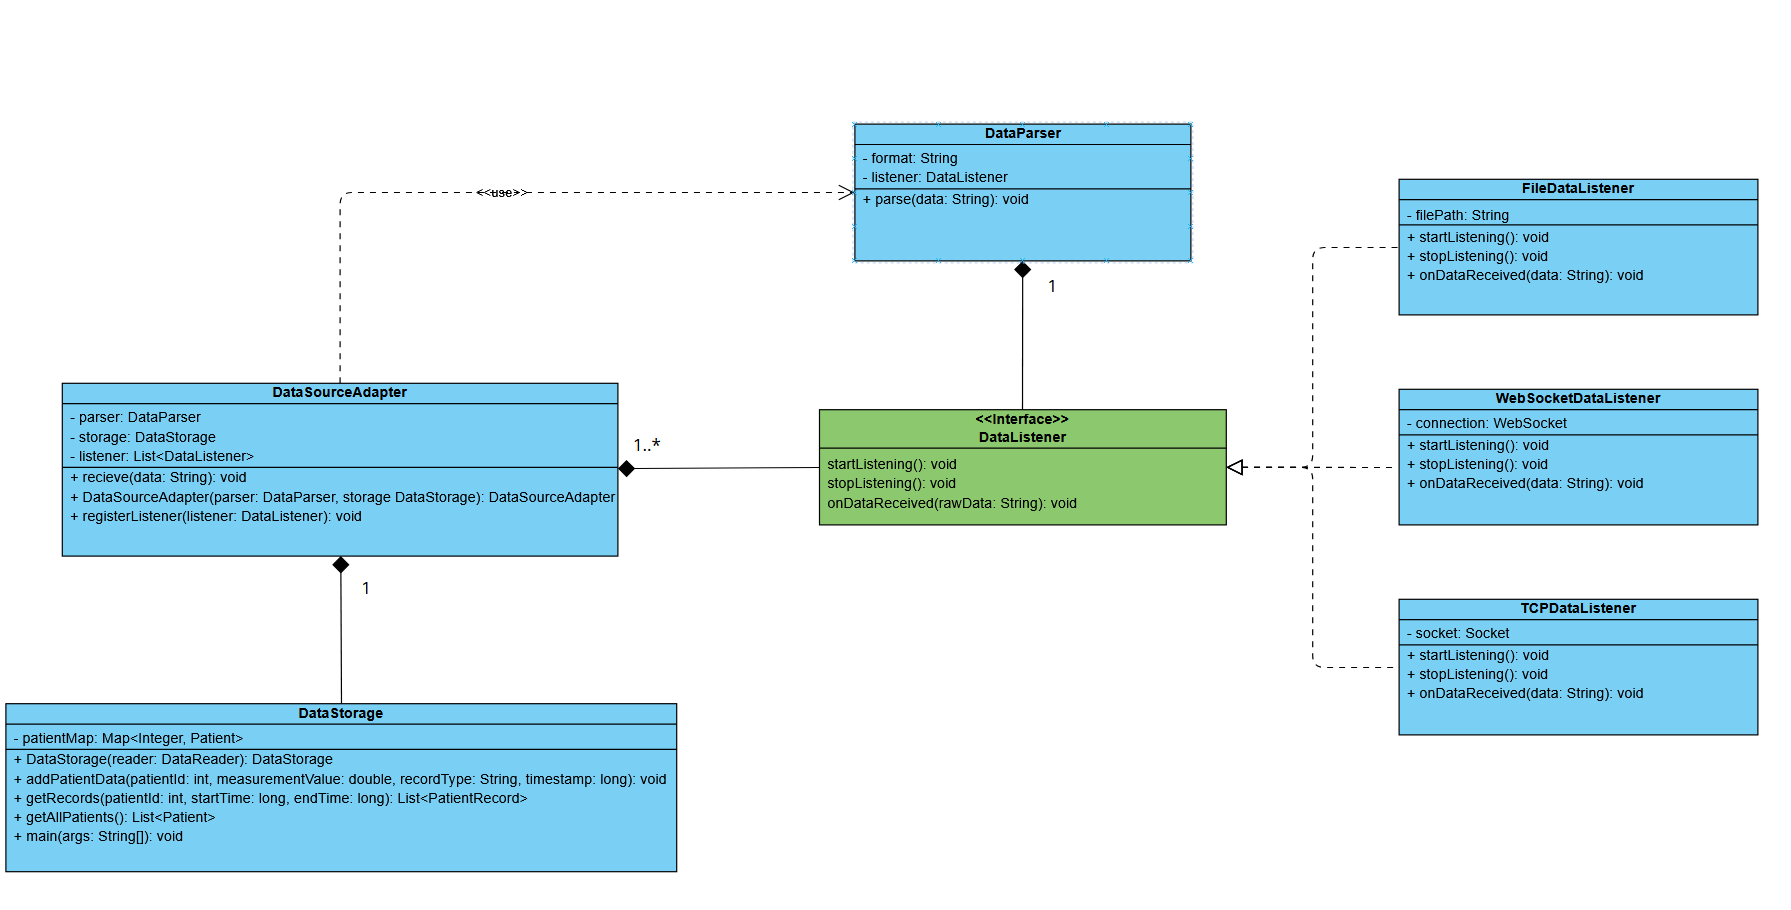 DataParser
- format: String
- listener: DataListener
+ parse(data: String): void
<<use>>
1
FileDataListener
- filePath: String
+ startListening(): void
+ stopListening(): void
+ onDataReceived(data: String): void
DataSourceAdapter
- parser: DataParser
- storage: DataStorage
- listener: List<DataListener>
+ recieve(data: String): void
+ DataSourceAdapter(parser: DataParser, storage DataStorage): DataSourceAdapter
+ registerListener(listener: DataListener): void
1..*
<<Interface>>
DataListener
startListening(): void
stopListening(): void
onDataReceived(rawData: String): void
WebSocketDataListener
- connection: WebSocket
+ startListening(): void
+ stopListening(): void
+ onDataReceived(data: String): void
1
TCPDataListener
- socket: Socket
+ startListening(): void
+ stopListening(): void
+ onDataReceived(data: String): void
DataStorage
- patientMap: Map<Integer, Patient>
+ DataStorage(reader: DataReader): DataStorage
+ addPatientData(patientId: int, measurementValue: double, recordType: String, timestamp: long): void
+ getRecords(patientId: int, startTime: long, endTime: long): List<PatientRecord>
+ getAllPatients(): List<Patient>
+ main(args: String[]): void